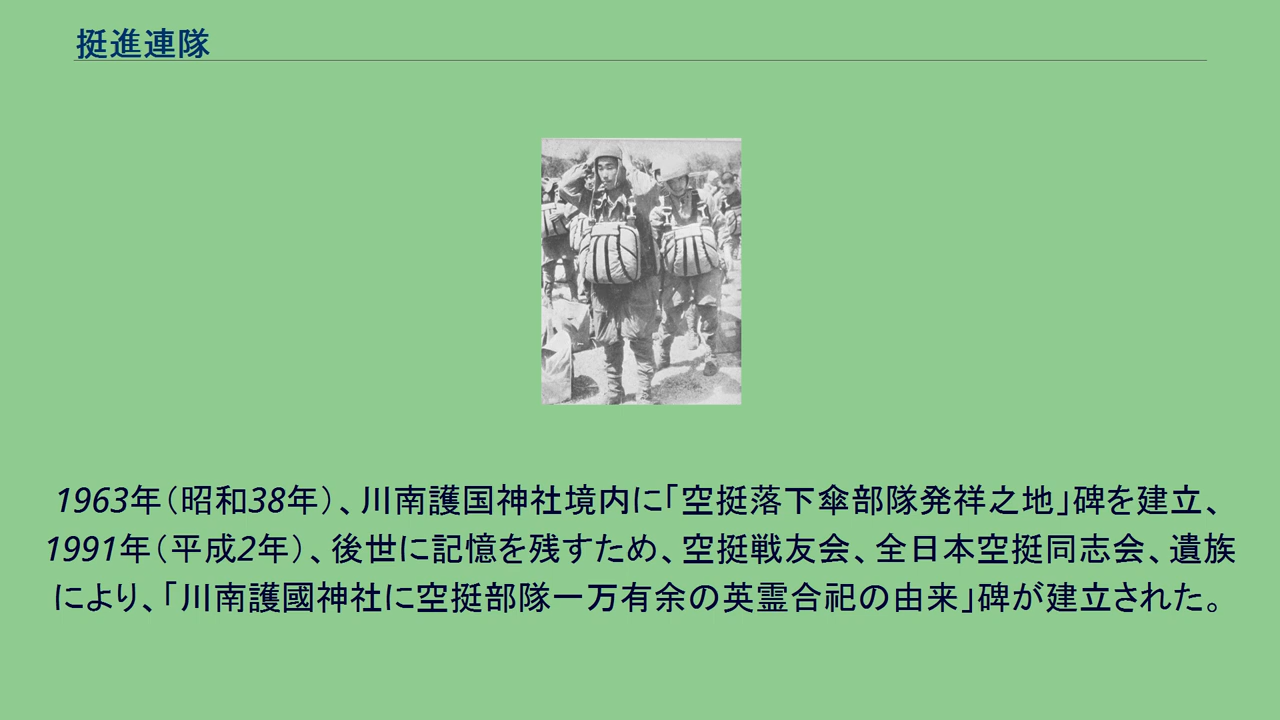 挺進連隊
1963年（昭和38年）、川南護国神社境内に「空挺落下傘部隊発祥之地」碑を建立、
1991年（平成2年）、後世に記憶を残すため、空挺戦友会、全日本空挺同志会、遺族
により、「川南護國神社に空挺部隊一万有余の英霊合祀の由来」碑が建立された。